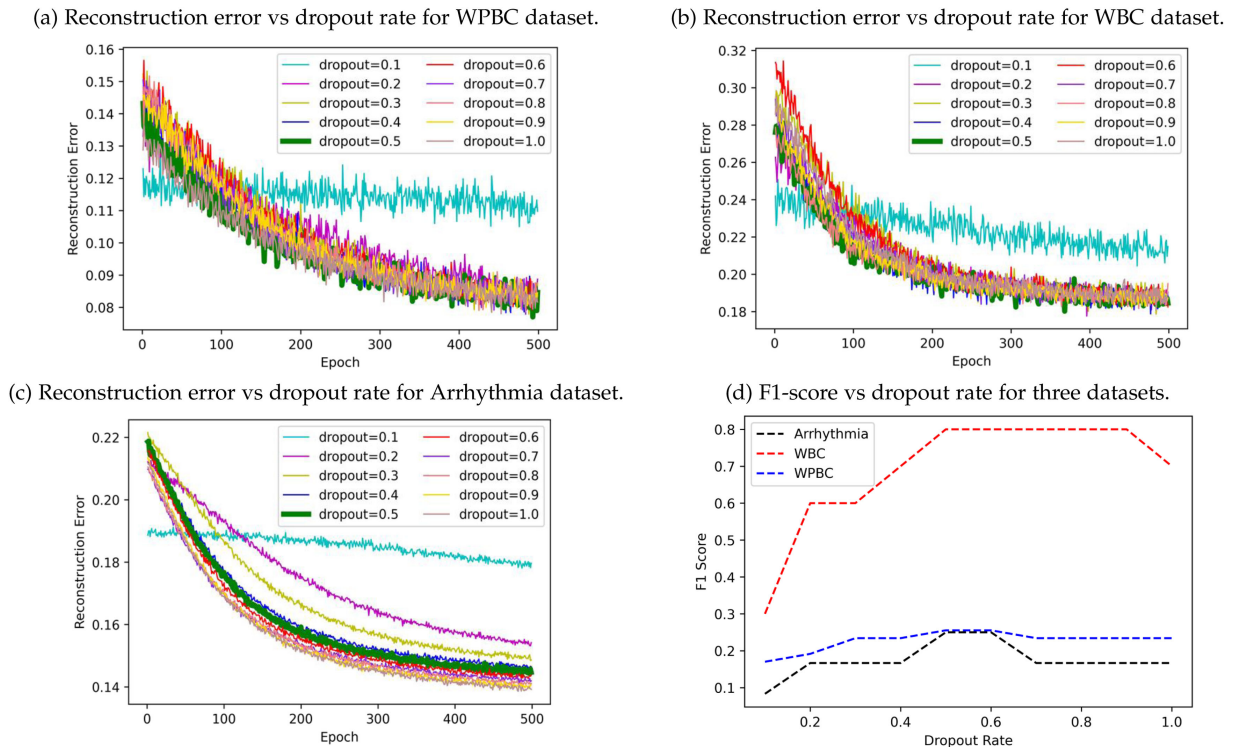 (a) Reconstruction error vs dropout rate for WPBC dataset.
0.16
0.15
0.14
0.13
0.12
0.11
0.10
0.09
0.08
Reconstruction Error
dropout=0.1
dropout=0.2
dropout=0.3
dropout=0.4
dropout=0.5
dropout=0.6
dropout=0.7
dropout=0.8
dropout=0.9
dropout=1.0
0 100 200 300 400 500
Epoch
(b) Reconstruction error vs dropout rate for WBC dataset.
0.32
0.30
0.28
0.26
0.24
0.22
0.20
0.18
Reconstruction Error
dropout=0.1
dropout=0.2
dropout=0.3
dropout=0.4
dropout=0.5
dropout=0.6
dropout=0.7
dropout=0.8
dropout=0.9
dropout=1.0
0 100 200 300 400 500
Epoch
(c) Reconstruction error vs dropout rate for Arrhythmia dataset.
0.22
0.20
0.18
0.16
0.14
Reconstruction Error
dropout=0.1
dropout=0.2
dropout=0.3
dropout=0.4
dropout=0.5
dropout=0.6
dropout=0.7
dropout=0.8
dropout=0.9
dropout=1.0
0 100 200 300 400 500
Epoch
(d) F1-score vs dropout rate for three datasets.
0.8
0.7
0.6
0.5
0.4
0.3
0.2
0.1
F1 Score
Arrhythmia
WBC
WPBC
0.2 0.4 0.6 0.8 1.0
Dropout Rate